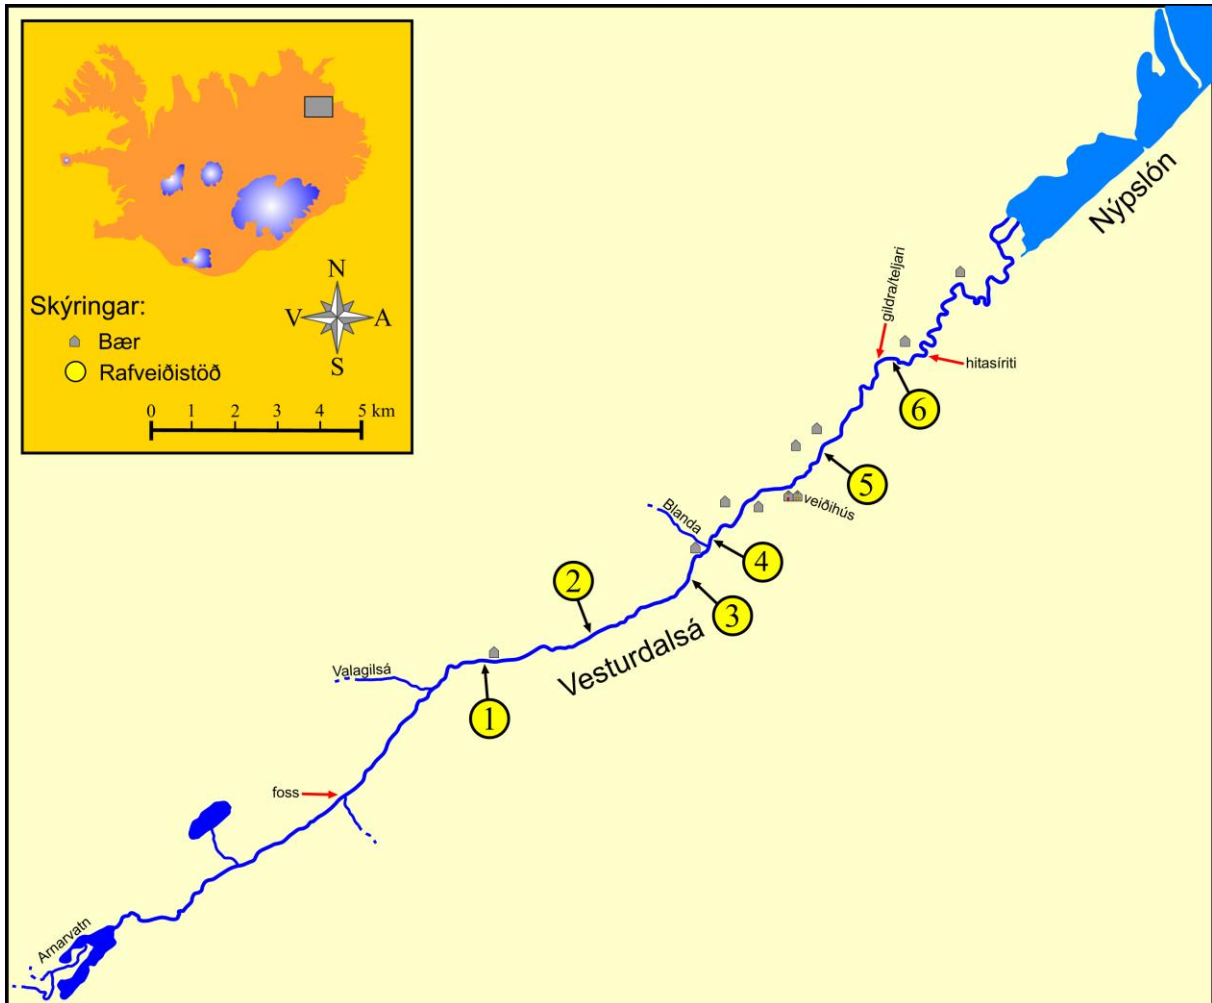 N
V
A
S
Skýringar:
Bær
Rafveiðistöð
0 1 2 3 4 5 km
Nýpslón
gildra/teljari
hitasíriti
6
5
veiðihús
Blanda
4
2
3
Vesturdalsá
Valagilsá
1
foss
Arnarvatn